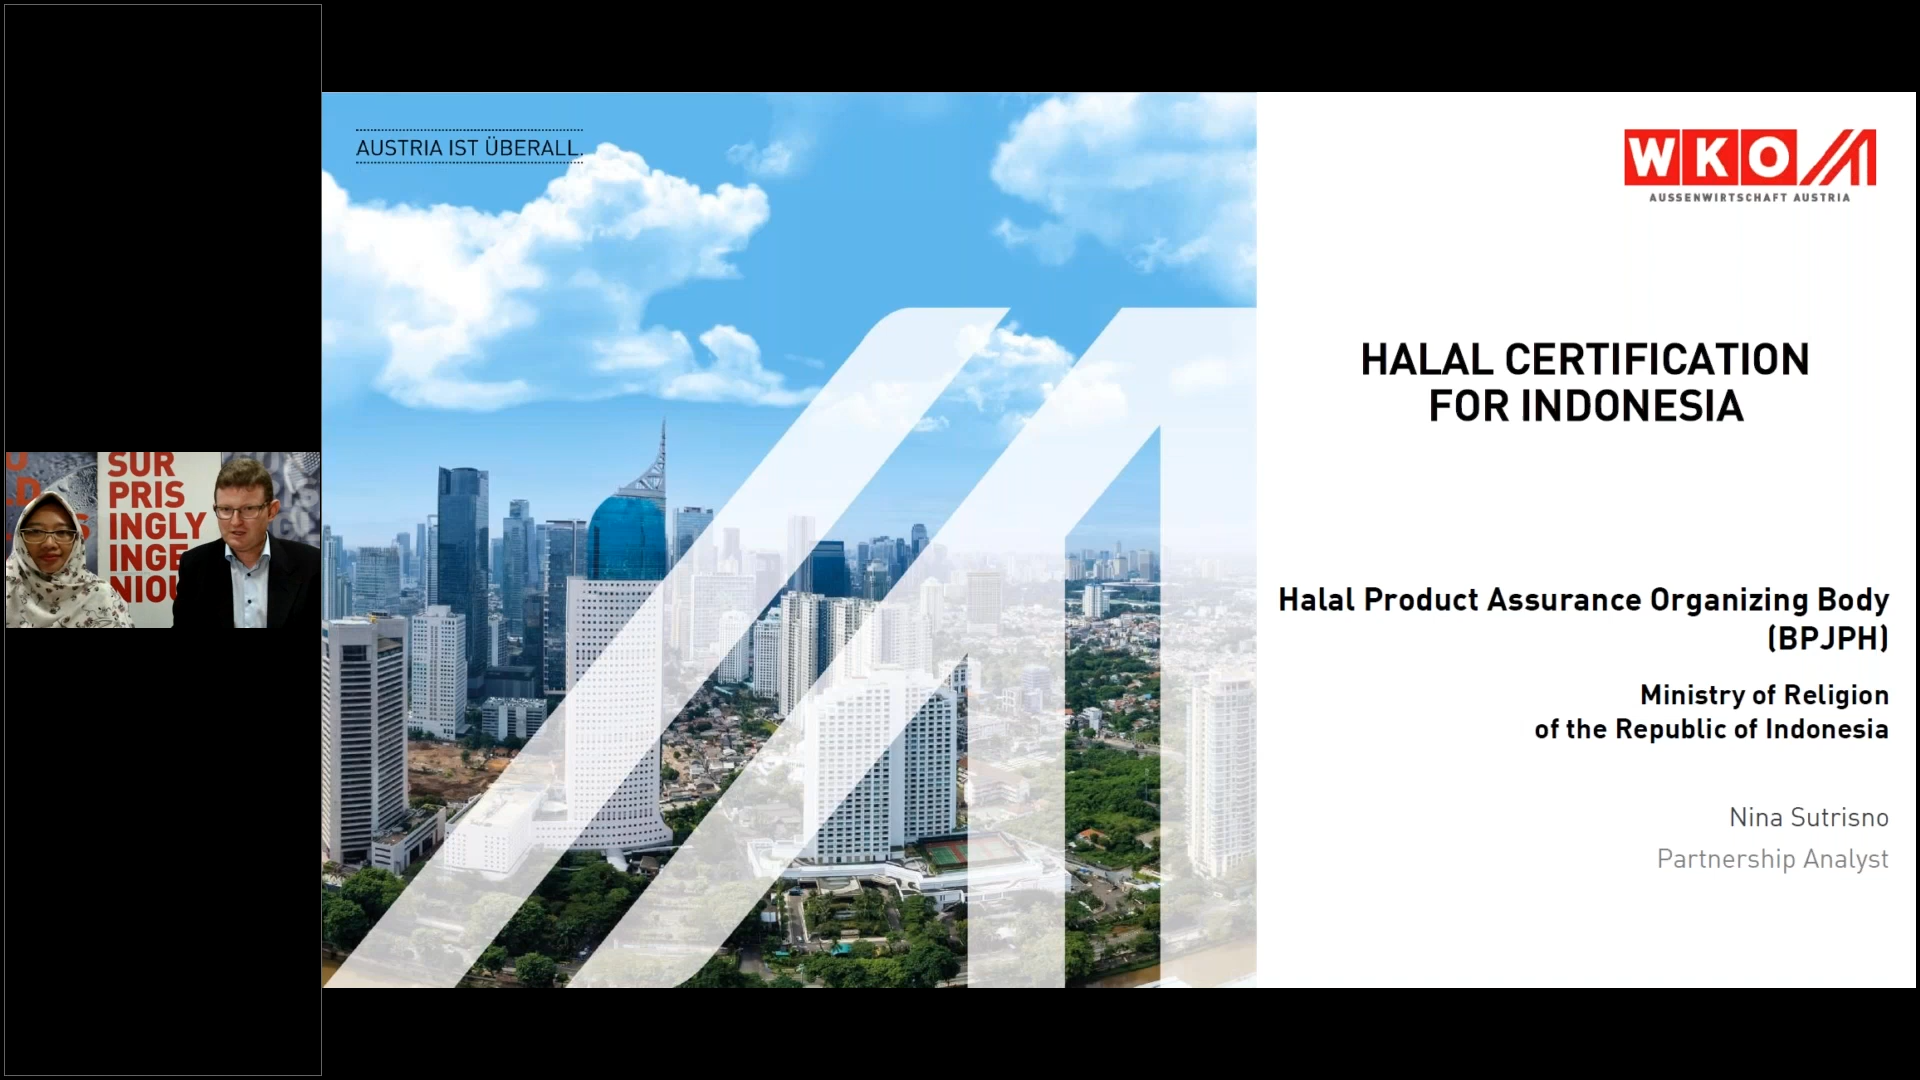 SUR
PRIS
INGLY
INGE
NIOU
AUSTRIA IST ÜBERALL.
WKO
AUSSENWIRTSCHAFT AUSTRIA
HALAL CERTIFICATION
FOR INDONESIA
Halal Product Assurance Organizing Body
(BPJPH)
Ministry of Religion
of the Republic of Indonesia
Nina Sutrisno
Partnership Analyst